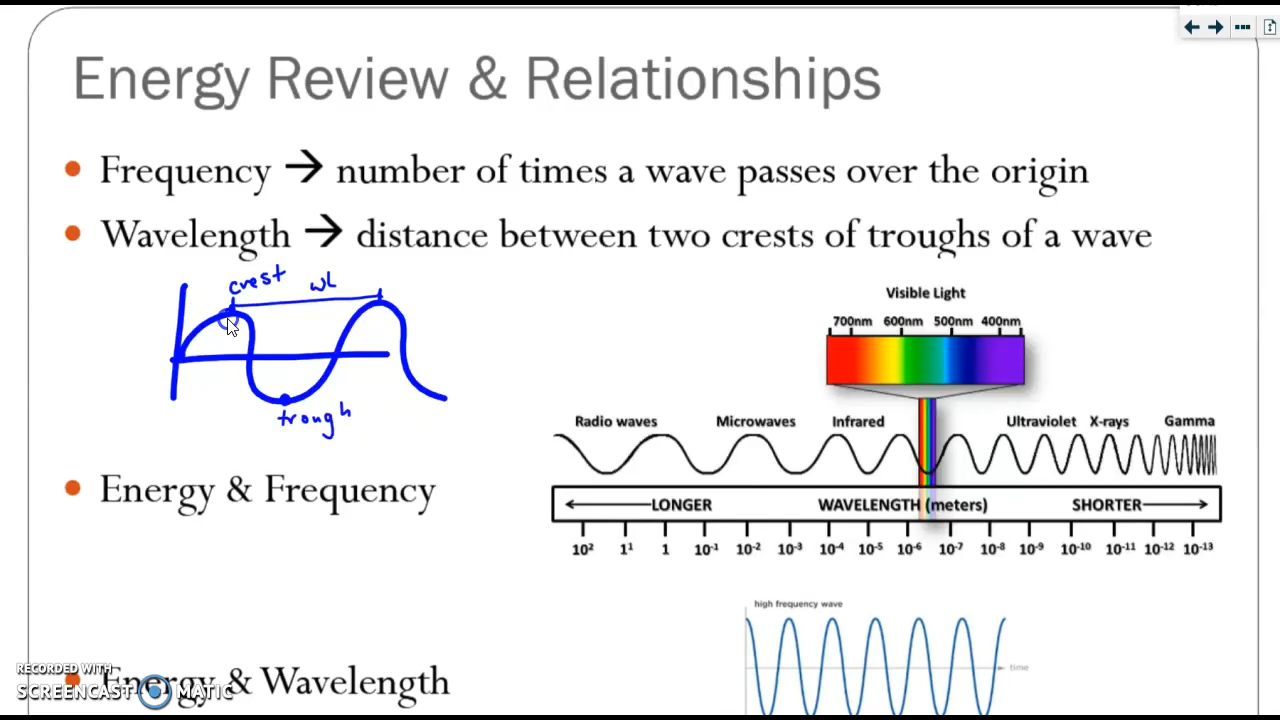 Energy Review & Relationships
• Frequency → number of times a wave passes over the origin
• Wavelength → distance between two crests of troughs of a wave
crest wL
trough
Visible Light
700nm 600nm 500nm 400nm
Radio waves Microwaves Infrared Ultraviolet X-rays Gamma
LONGER WAVELENGTH (meters) SHORTER
10² 1¹ 1 10⁻¹ 10⁻² 10⁻³ 10⁻⁴ 10⁻⁵ 10⁻⁶ 10⁻⁷ 10⁻⁸ 10⁻⁹ 10⁻¹⁰ 10⁻¹¹ 10⁻¹² 10⁻¹³
• Energy & Frequency
high frequency wave
time
• Energy & Wavelength
RECORDED WITH
SCREENCAST MATIC